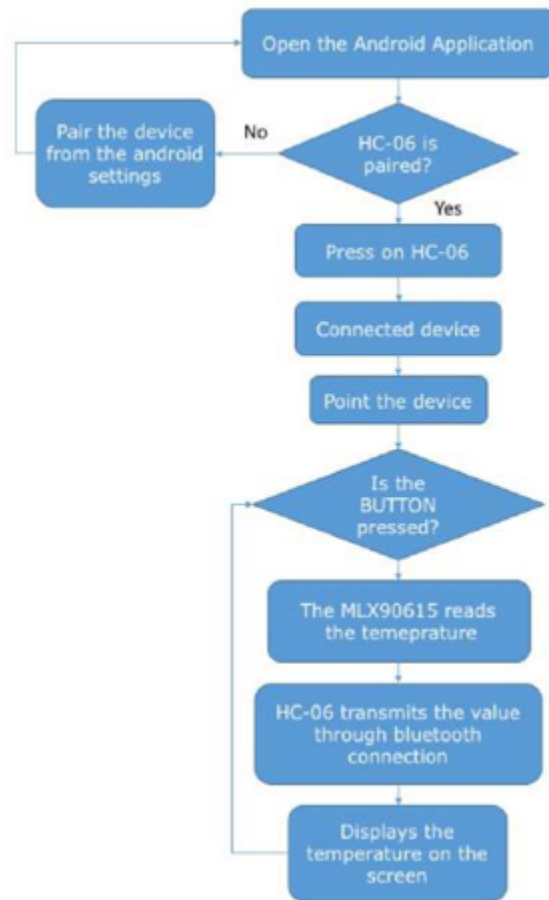 Open the Android Application
Pair the device
from the android
settings
No
HC-06 is
paired?
Yes
Press on HC-06
Connected device
Point the device
Is the
BUTTON
pressed?
The MLX90615 reads
the temeprature
HC-06 transmits the value
through bluetooth
connection
Displays the
temperature on the
screen